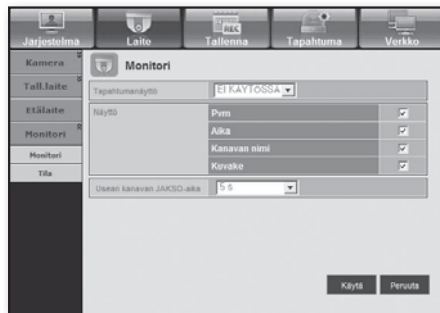 Järjestelmä Laite Tallenna Tapahtuma Verkko
REC
Kamera
Tall.laite
Etälaite
Monitori
Monitori
Tila
Monitori
Tapahtumanäyttö EI KÄYTÖSSÄ
Näyttö
Pvm
Aika
Kanavan nimi
Kuvake
Usean kanavan JAKSO-aika 5 s
Käytä Peruuta